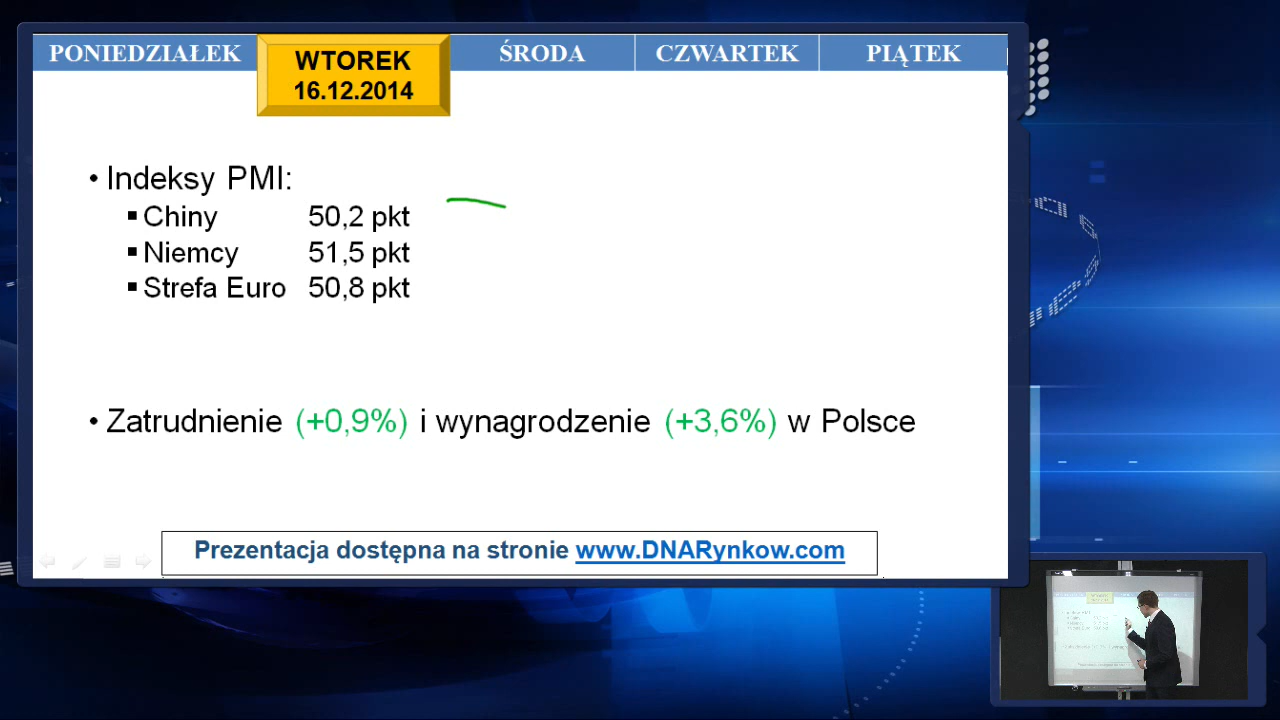 PONIEDZIAŁEK
WTOREK
16.12.2014
ŚRODA
CZWARTEK
PIĄTEK
• Indeksy PMI:
▪ Chiny 50,2 pkt
▪ Niemcy 51,5 pkt
▪ Strefa Euro 50,8 pkt
• Zatrudnienie (+0,9%) i wynagrodzenie (+3,6%) w Polsce
Prezentacja dostępna na stronie www.DNARynkow.com